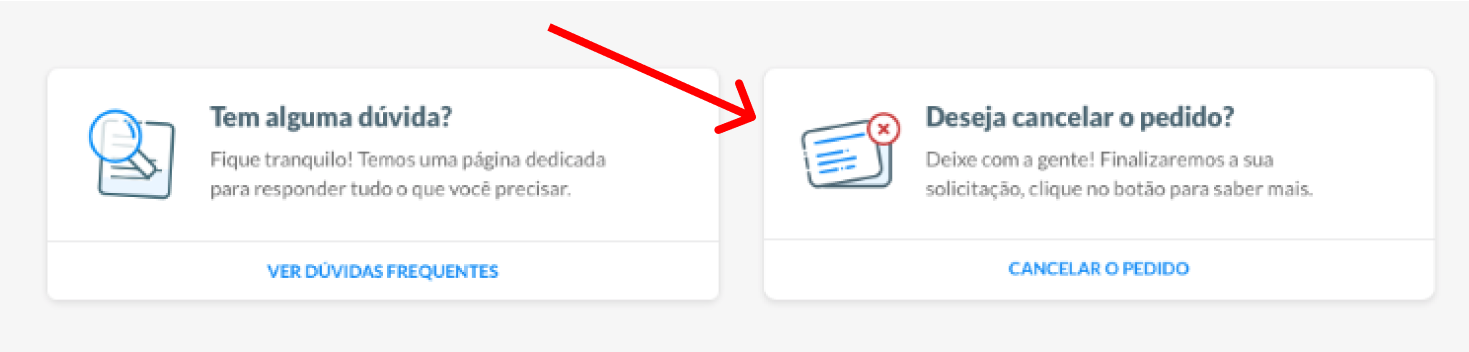 Tem alguma dúvida?
Fique tranquilo! Temos uma página dedicada
para responder tudo o que você precisar.
VER DÚVIDAS FREQUENTES
Deseja cancelar o pedido?
Deixe com a gente! Finalizaremos a sua
solicitação, clique no botão para saber mais.
CANCELAR O PEDIDO